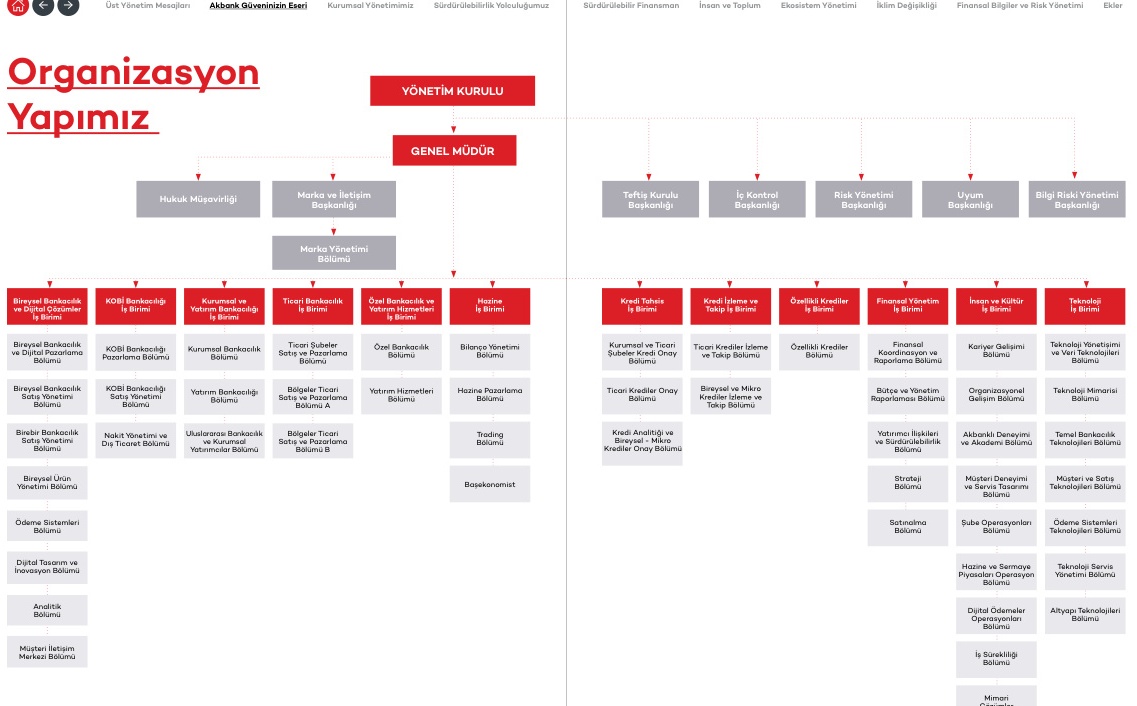 Üst Yönetim Mesajları
Akbank Güveninizin Eseri
Kurumsal Yönetimimiz
Sürdürülebilirlik Yolculuğumuz
Sürdürülebilir Finansman
İnsan ve Toplum
Ekosistem Yönetimi
İklim Değişikliği
Finansal Bilgiler ve Risk Yönetimi
Ekler
Organizasyon
Yapımız
YÖNETİM KURULU
GENEL MÜDÜR
Hukuk Müşavirliği
Marka ve İletişim
Başkanlığı
Marka Yönetimi
Bölümü
Teftiş Kurulu
Başkanlığı
İç Kontrol
Başkanlığı
Risk Yönetimi
Başkanlığı
Uyum
Başkanlığı
Bilgi Riski Yönetimi
Başkanlığı
Bireysel Bankacılık
ve Dijital Çözümler
İş Birimi
Bireysel Bankacılık
ve Dijital Pazarlama
Bölümü
Bireysel Bankacılık
Satış Yönetimi
Bölümü
Birebir Bankacılık
Satış Yönetimi
Bölümü
Bireysel Ürün
Yönetimi Bölümü
Ödeme Sistemleri
Bölümü
Dijital Tasarım ve
İnovasyon Bölümü
Analitik
Bölümü
Müşteri İletişim
Merkezi Bölümü
KOBİ Bankacılığı
İş Birimi
KOBİ Bankacılığı
Pazarlama Bölümü
KOBİ Bankacılığı
Satış Yönetimi
Bölümü
Nakit Yönetimi ve
Dış Ticaret Bölümü
Kurumsal ve
Yatırım Bankacılığı
İş Birimi
Kurumsal Bankacılık
Bölümü
Yatırım Bankacılığı
Bölümü
Uluslararası Bankacılık
ve Kurumsal
Yatırımcılar Bölümü
Ticari Bankacılık
İş Birimi
Ticari Şubeler
Satış ve Pazarlama
Bölümü
Bölgeler Ticari
Satış ve Pazarlama
Bölümü A
Bölgeler Ticari
Satış ve Pazarlama
Bölümü B
Özel Bankacılık ve
Yatırım Hizmetleri
İş Birimi
Özel Bankacılık
Bölümü
Yatırım Hizmetleri
Bölümü
Hazine
İş Birimi
Bilanço Yönetimi
Bölümü
Hazine Pazarlama
Bölümü
Trading
Bölümü
Başekonomist
Kredi Tahsis
İş Birimi
Kurumsal ve Ticari
Şubeler Kredi Onay
Bölümü
Ticari Krediler Onay
Bölümü
Kredi Analitiği ve
Bireysel - Mikro
Krediler Onay Bölümü
Kredi İzleme ve
Takip İş Birimi
Ticari Krediler İzleme
ve Takip Bölümü
Bireysel ve Mikro
Krediler İzleme ve
Takip Bölümü
Özellikli Krediler
İş Birimi
Özellikli Krediler
Bölümü
Finansal Yönetim
İş Birimi
Finansal
Koordinasyon ve
Raporlama Bölümü
Bütçe ve Yönetim
Raporlaması Bölümü
Yatırımcı İlişkileri
ve Sürdürülebilirlik
Bölümü
Strateji
Bölümü
Satınalma
Bölümü
İnsan ve Kültür
İş Birimi
Kariyer Gelişimi
Bölümü
Organizasyonel
Gelişim Bölümü
Akbanklı Deneyimi
ve Akademi Bölümü
Müşteri Deneyimi
ve Servis Tasarımı
Bölümü
Şube Operasyonları
Bölümü
Hazine ve Sermaye
Piyasaları Operasyon
Bölümü
Dijital Ödemeler
Operasyonları
Bölümü
İş Sürekliliği
Bölümü
Mimari
Çözümler
Teknoloji
İş Birimi
Teknoloji Yönetişimi
ve Veri Teknolojileri
Bölümü
Teknoloji Mimarisi
Bölümü
Temel Bankacılık
Teknolojileri Bölümü
Müşteri ve Satış
Teknolojileri Bölümü
Ödeme Sistemleri
Teknolojileri Bölümü
Teknoloji Servis
Yönetimi Bölümü
Altyapı Teknolojileri
Bölümü